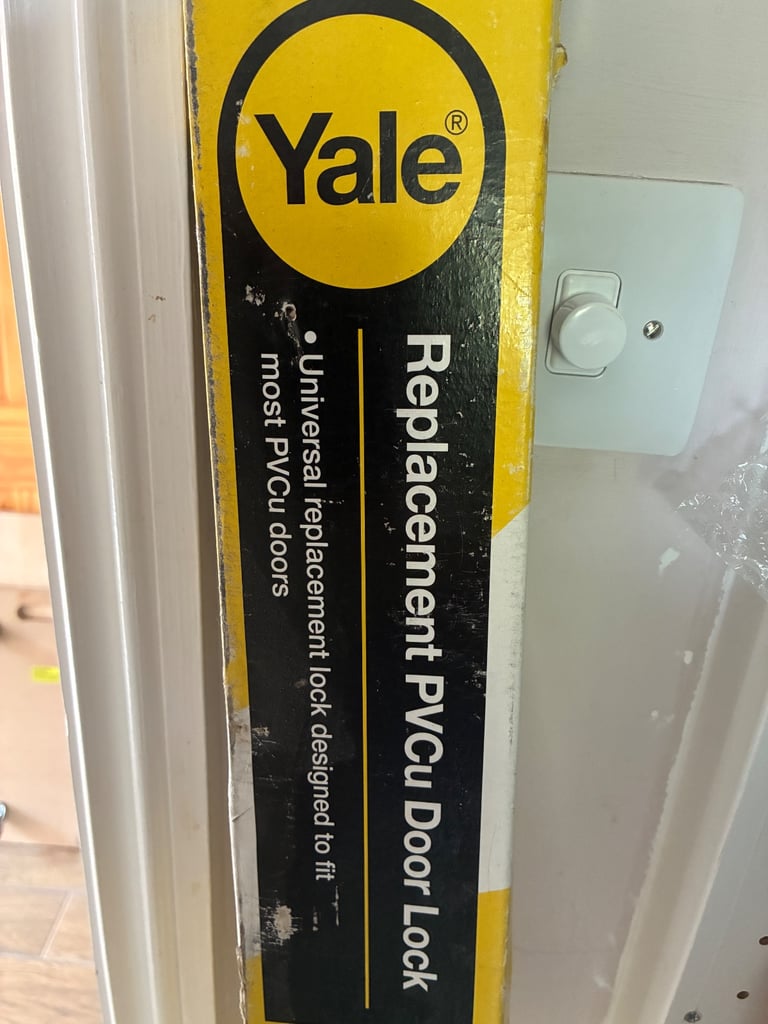 Yale®
Replacement PVCu Door Lock
• Universal replacement lock designed to fit
most PVCu doors